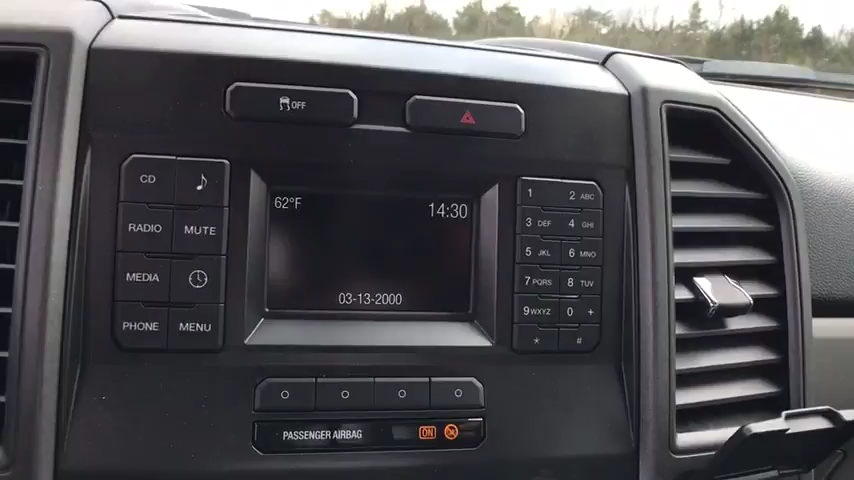 OFF
CD
RADIO MUTE
MEDIA
PHONE MENU
62°F
14:30
03-13-2000
1 2 ABC
3 DEF 4 GHI
5 JKL 6 MNO
7 PQRS 8 TUV
9 WXYZ 0 +
* #
PASSENGER AIRBAG ON